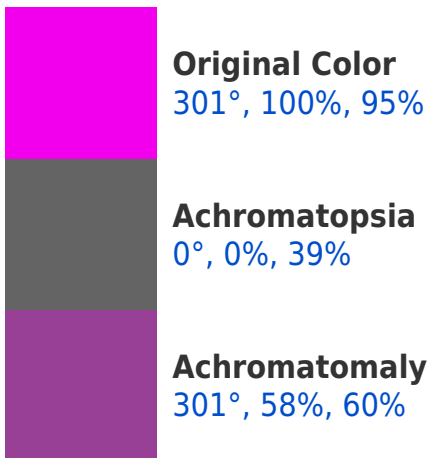 Original Color
301°, 100%, 95%
Achromatopsia
0°, 0%, 39%
Achromatomaly
301°, 58%, 60%